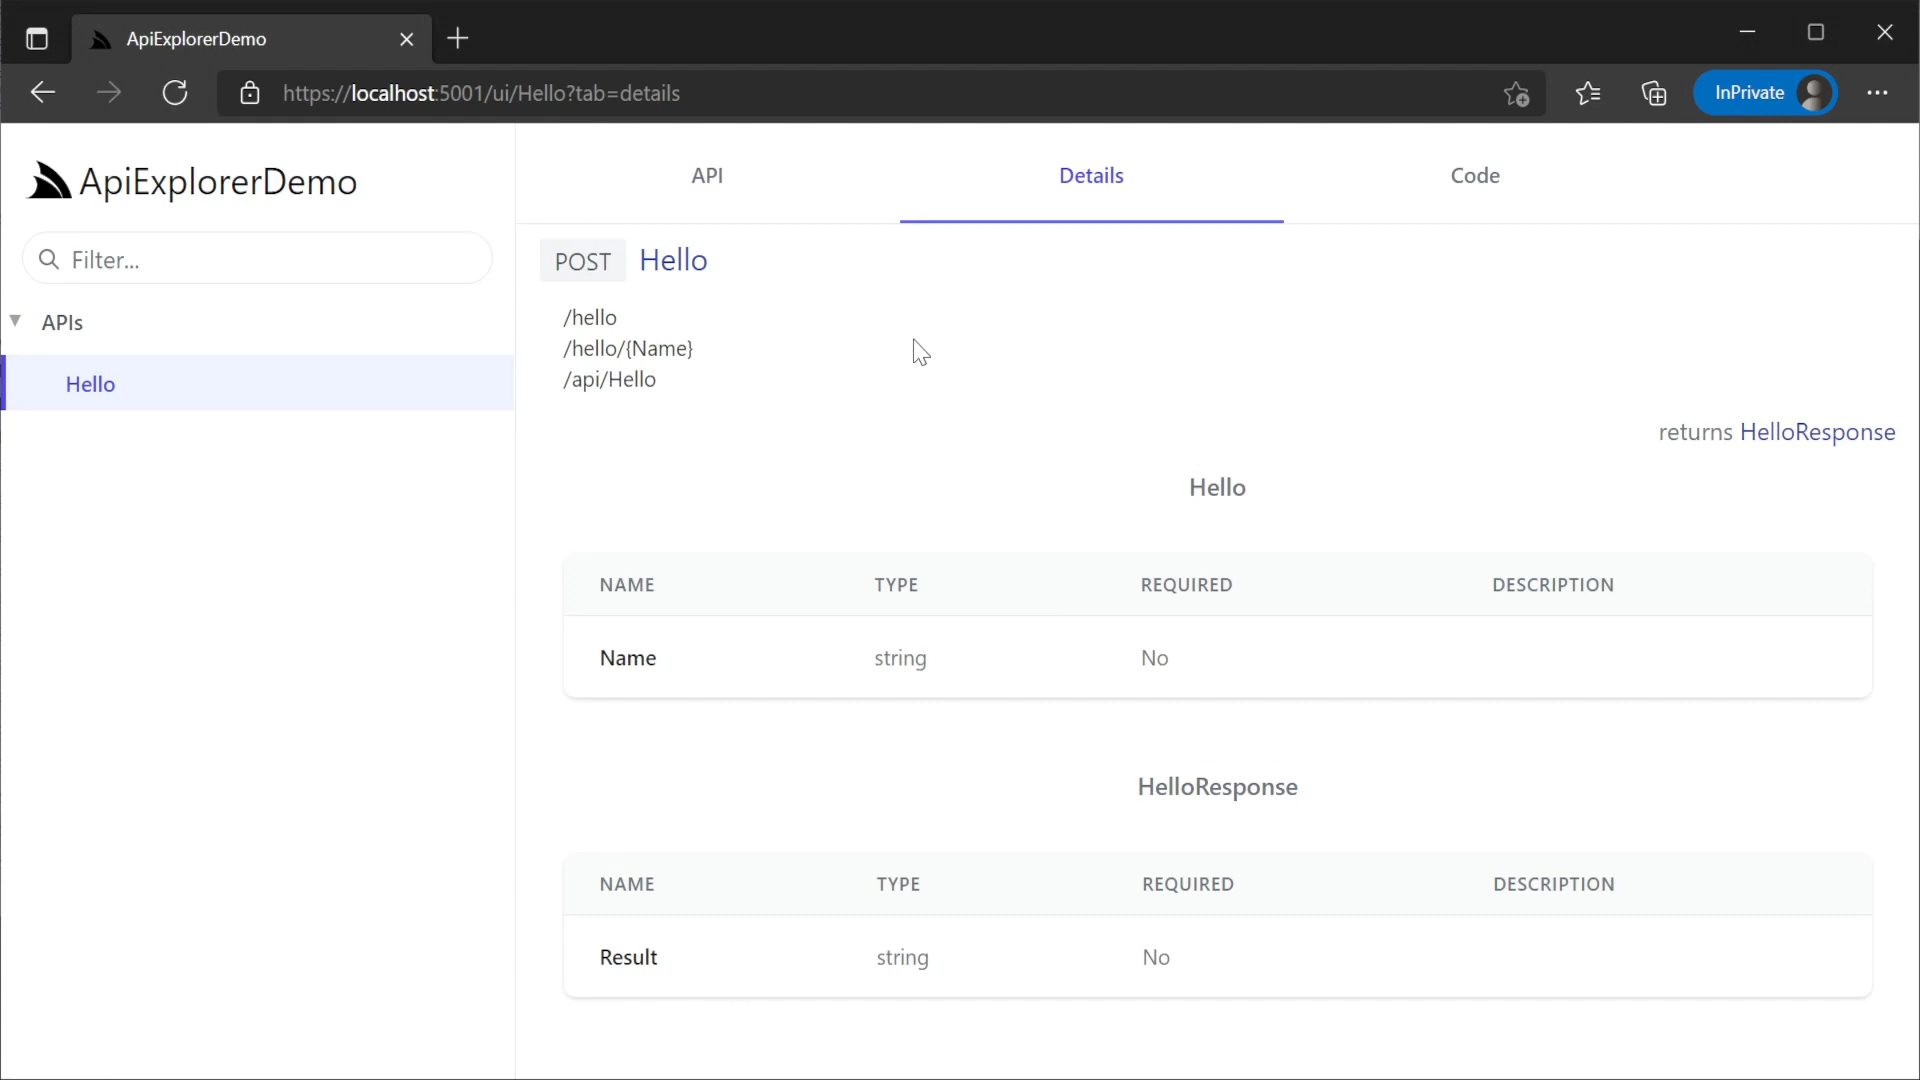 ApiExplorerDemo
https://localhost:5001/ui/Hello?tab=details
InPrivate
ApiExplorerDemo
Filter...
APIs
Hello
API Details Code
POST Hello
/hello
/hello/{Name}
/api/Hello
returns HelloResponse
Hello
NAME TYPE REQUIRED DESCRIPTION
Name string No
HelloResponse
NAME TYPE REQUIRED DESCRIPTION
Result string No